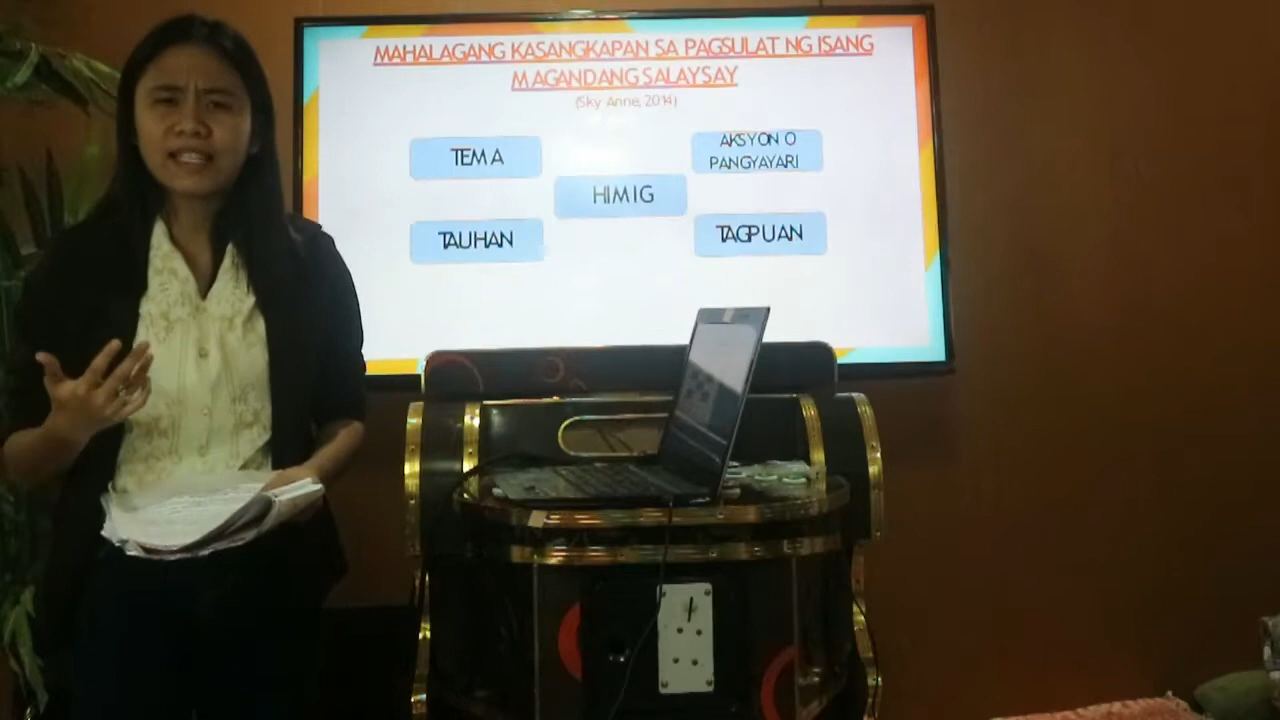 MAHALAGANG KASANGKAPAN SA PAGSULAT NG ISANG
MAGANDANG SALAYSAY
(Sky Anne, 2014)
TEMA
AKSYON O
PANGYAYARI
HIMIG
TAUHAN
TAGPUAN